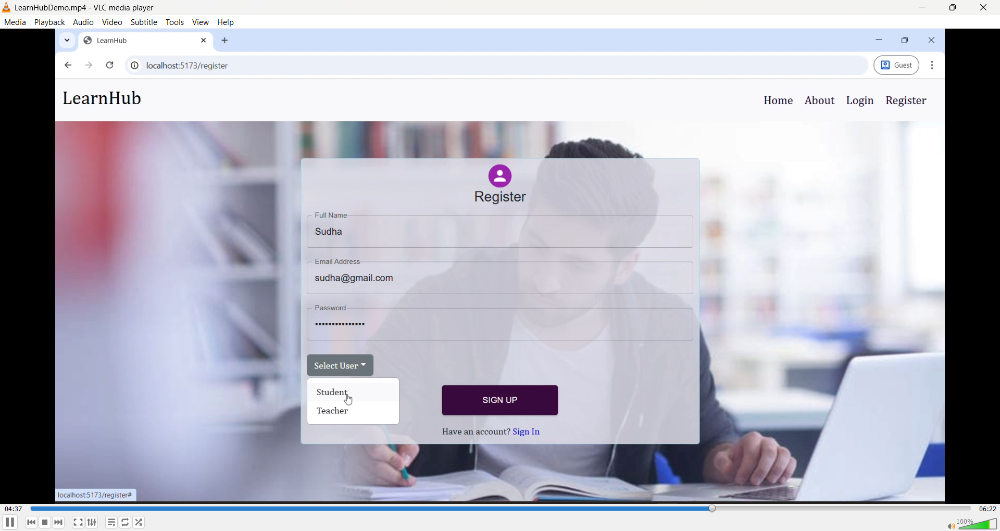 LearnHubDemo.mp4 - VLC media player
Media Playback Audio Video Subtitle Tools View Help
LearnHub
localhost:5173/register
Guest
LearnHub
Home About Login Register
Register
Full Name
Sudha
Email Address
sudha@gmail.com
Password
•••••••••••••••
Select User
Student
Teacher
SIGN UP
Have an account? Sign In
localhost:5173/register#
04:37
06:22
100%